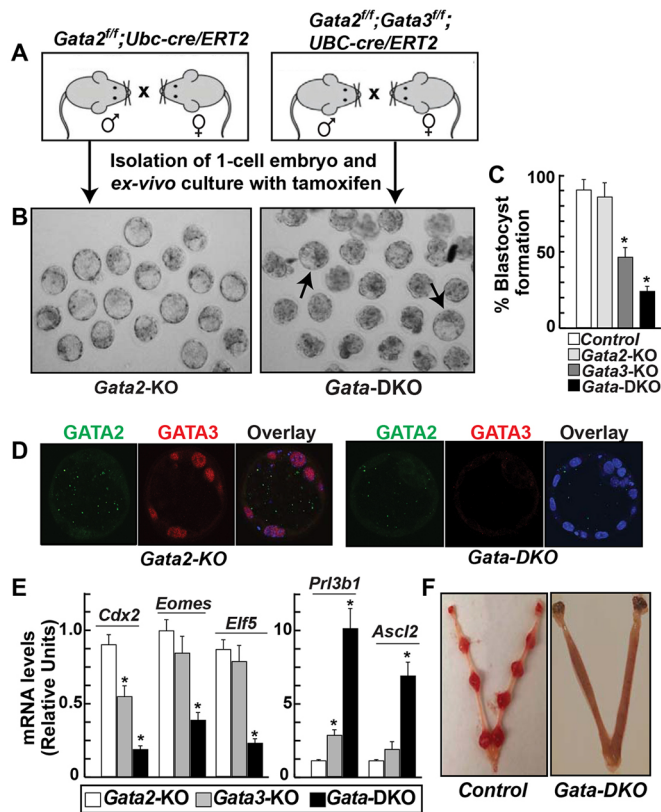 A
Gata2f/f;Ubc-cre/ERT2
Gata2f/f;Gata3f/f;
UBC-cre/ERT2
x
♂
♀
x
♂
♀
Isolation of 1-cell embryo and
ex-vivo culture with tamoxifen
B
Gata2-KO
Gata-DKO
C
% Blastocyst
formation
100
50
0
*
*
Control
Gata2-KO
Gata3-KO
Gata-DKO
D
GATA2
GATA3
Overlay
GATA2
GATA3
Overlay
Gata2-KO
Gata-DKO
E
mRNA levels
(Relative Units)
1.0
0.5
0
Cdx2
*
*
Eomes
*
Elf5
*
10
5
0
Prl3b1
*
*
Ascl2
*
Gata2-KO
Gata3-KO
Gata-DKO
F
Control
Gata-DKO